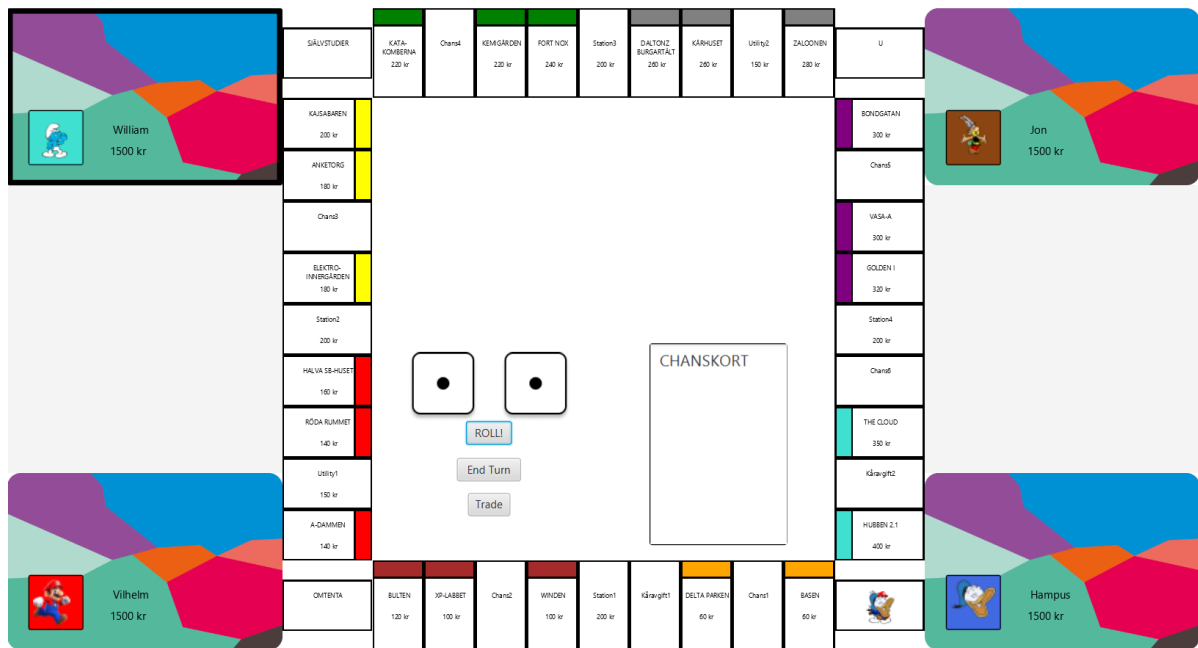 William
1500 kr
SJÄLVSTUDIER
KATA-
KOMBERNA
220 kr
Chans4
KEMIGÅRDEN
220 kr
FORT NOX
240 kr
Station3
200 kr
DALTONZ
BURGARTÄLT
260 kr
KÅRHUSET
260 kr
Utility2
150 kr
ZALOONEN
280 kr
U
Jon
1500 kr
KAJSABAREN
200 kr
ANKETORG
180 kr
Chans3
ELEKTRO-
INNERGÅRDEN
180 kr
Station2
200 kr
HALVA SB-HUSET
160 kr
RÖDA RUMMET
140 kr
Utility1
150 kr
A-DAMMEN
140 kr
BONDGATAN
300 kr
Chans5
VASA-A
300 kr
GOLDEN I
320 kr
Station4
200 kr
Chans6
THE CLOUD
350 kr
Kåravgift2
HUBBEN 2.1
400 kr
CHANSKORT
ROLL!
End Turn
Trade
Vilhelm
1500 kr
OMTENTA
BULTEN
120 kr
XP-LABBET
100 kr
Chans2
WINDEN
100 kr
Station1
200 kr
Kåravgift1
DELTA PARKEN
60 kr
Chans1
BASEN
60 kr
Hampus
1500 kr